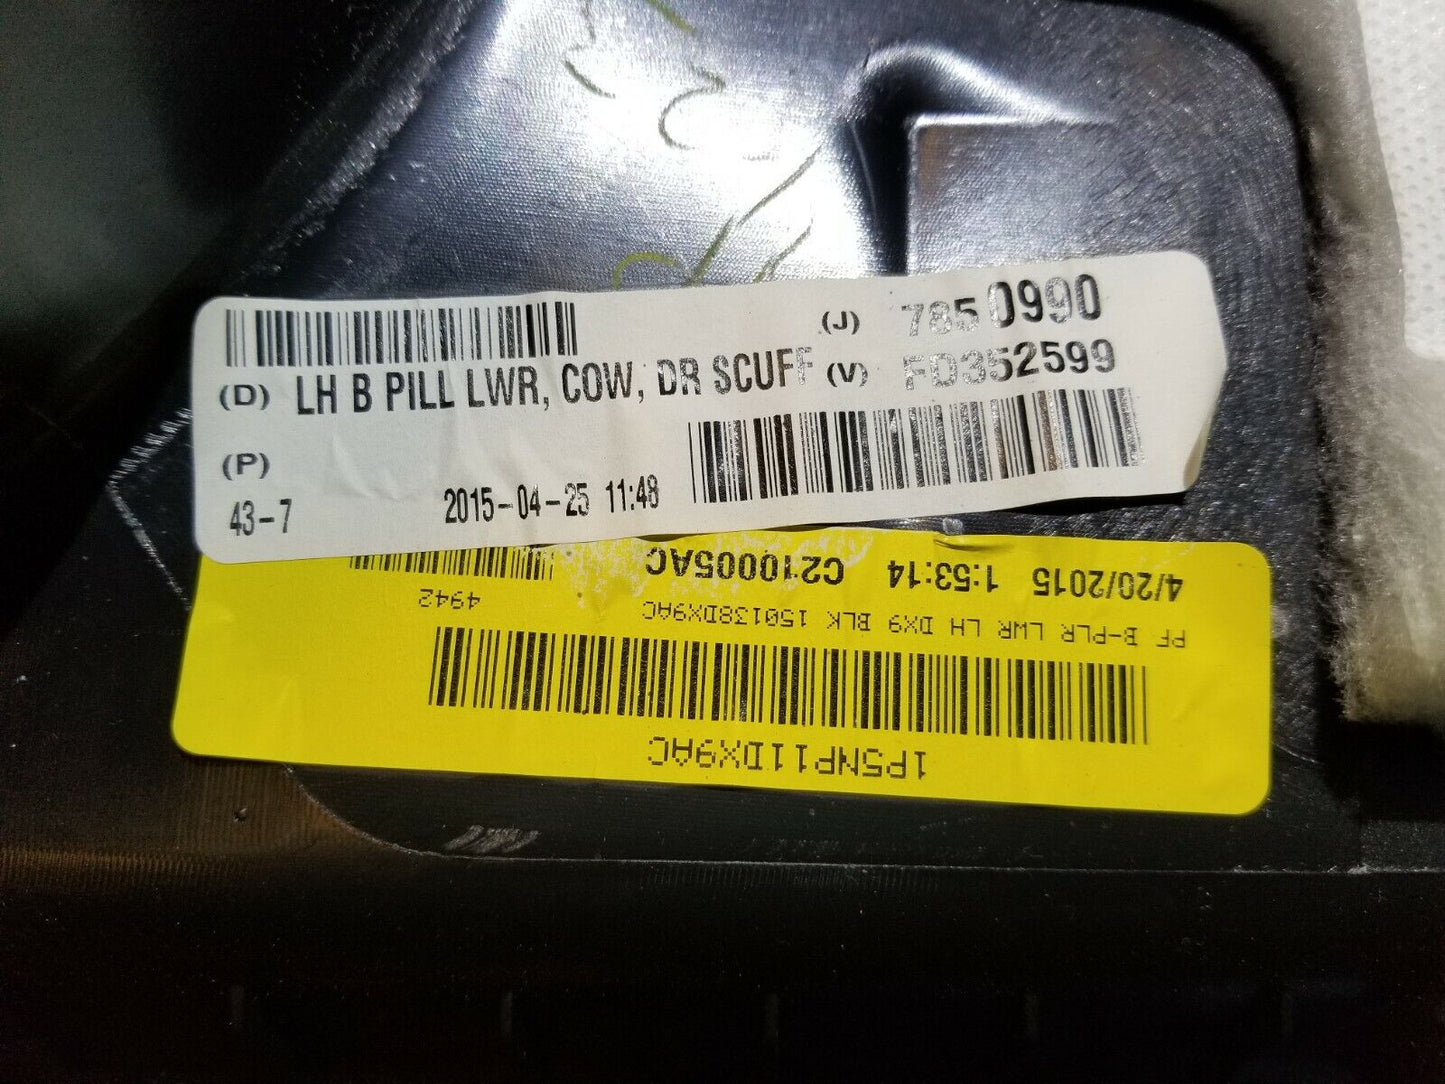 (J) 7850990
(D) LH B PILL LWR, COW, DR SCUFF (V) FD352599
(P)
43-7 2015-04-25 11:48
1P5NP11DX9AC
PF B-PLR LWR LH DX9 BLK 150138DX9AC 4942
4/20/2015 1:53:14 C210005AC